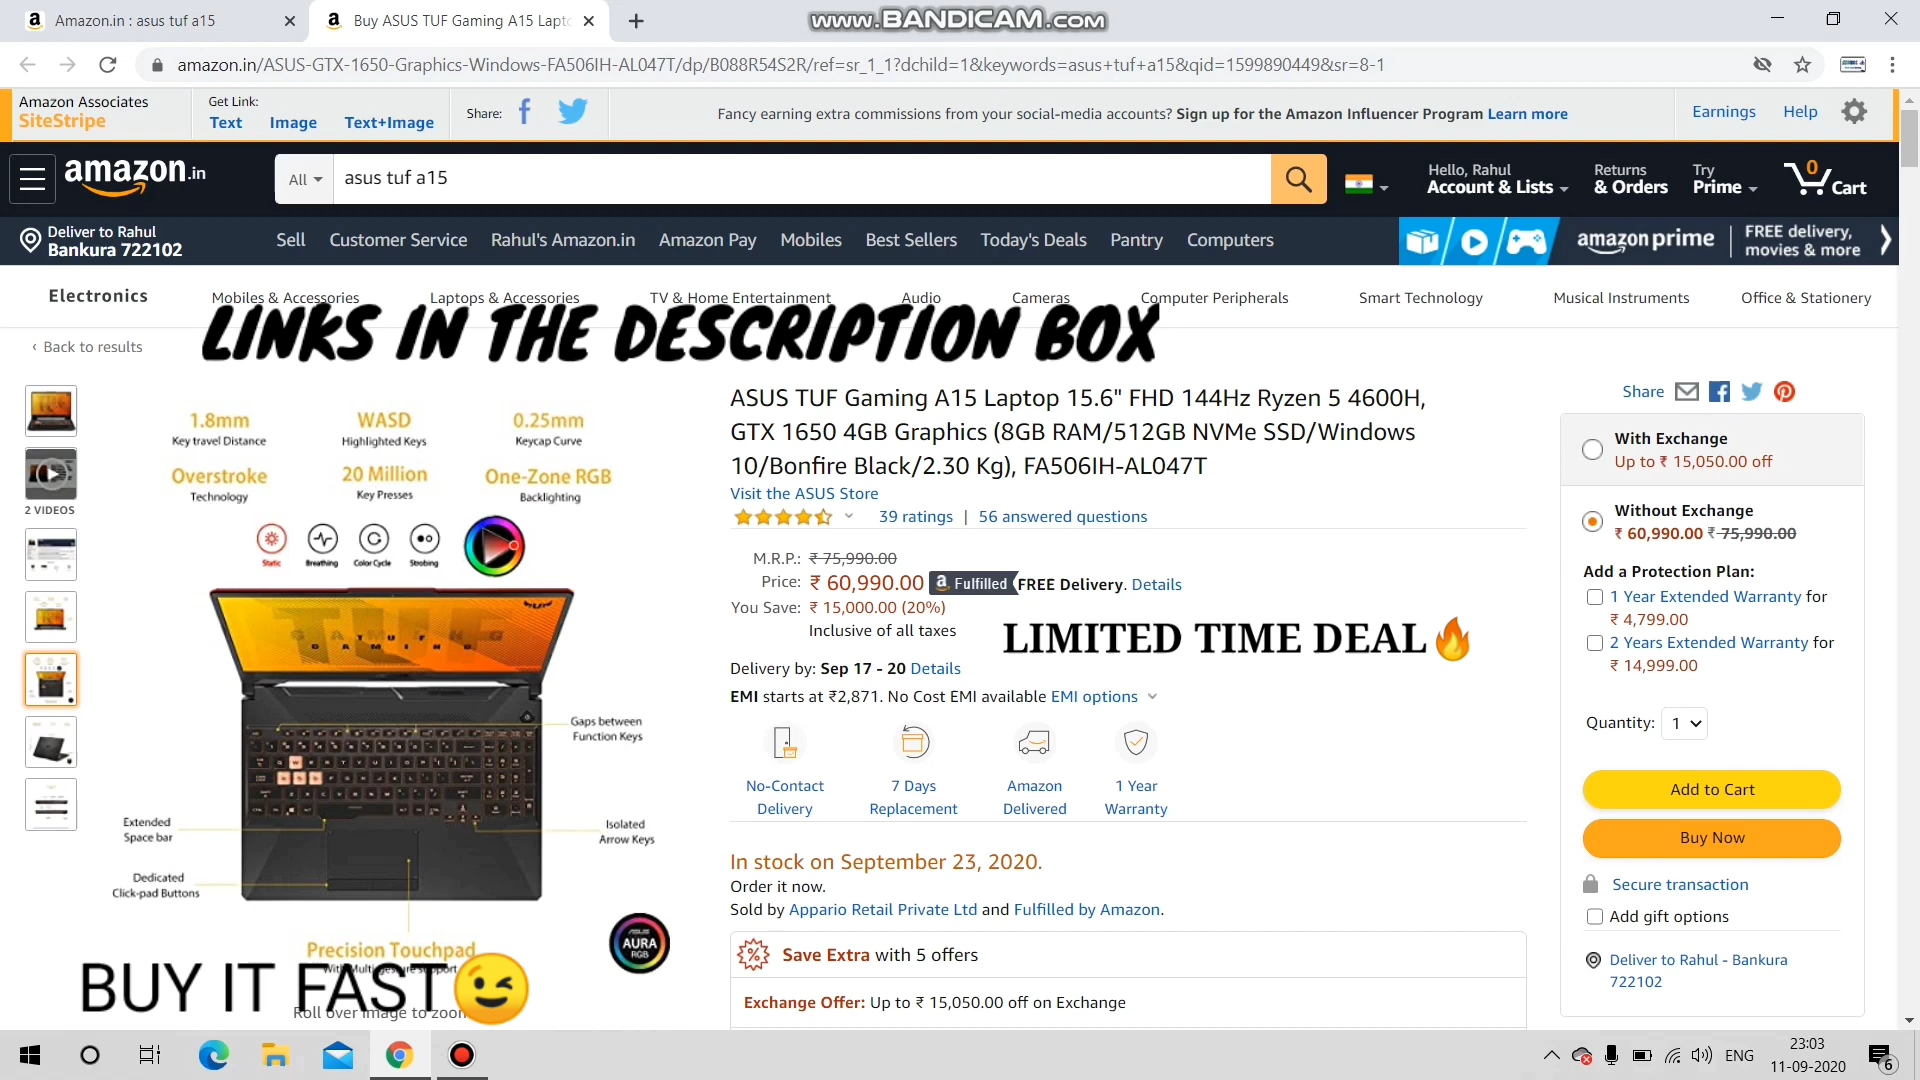 Amazon.in : asus tuf a15
Buy ASUS TUF Gaming A15 Lapto
www.BANDICAM.com
amazon.in/ASUS-GTX-1650-Graphics-Windows-FA506IH-AL047T/dp/B088R54S2R/ref=sr_1_1?dchild=1&keywords=asus+tuf+a15&qid=1599890449&sr=8-1
Amazon Associates
SiteStripe
Get Link:
Text Image Text+Image
Share:
Fancy earning extra commissions from your social-media accounts? Sign up for the Amazon Influencer Program Learn more
Earnings Help
amazon.in
All
asus tuf a15
Hello, Rahul
Account & Lists
Returns
& Orders
Try
Prime
0
Cart
Deliver to Rahul
Bankura 722102
Sell Customer Service Rahul's Amazon.in Amazon Pay Mobiles Best Sellers Today's Deals Pantry Computers
amazon prime
FREE delivery,
movies & more
Electronics Mobiles & Accessories Laptops & Accessories TV & Home Entertainment Audio Cameras Computer Peripherals Smart Technology Musical Instruments Office & Stationery
LINKS IN THE DESCRIPTION BOX
‹ Back to results
2 VIDEOS
1.8mm
Key travel Distance
WASD
Highlighted Keys
0.25mm
Keycap Curve
Overstroke
Technology
20 Million
Key Presses
One-Zone RGB
Backlighting
Static Breathing Color Cycle Strobing
TUF
GAMING
Gaps between
Function Keys
Extended
Space bar
Isolated
Arrow Keys
Dedicated
Click-pad Buttons
Precision Touchpad
With Multi-gesture support
ASUS
AURA
RGB
BUY IT FAST😉
Roll over image to zoom
ASUS TUF Gaming A15 Laptop 15.6" FHD 144Hz Ryzen 5 4600H,
GTX 1650 4GB Graphics (8GB RAM/512GB NVMe SSD/Windows
10/Bonfire Black/2.30 Kg), FA506IH-AL047T
Visit the ASUS Store
39 ratings | 56 answered questions
M.R.P.: ₹ 75,990.00
Price: ₹ 60,990.00 a Fulfilled FREE Delivery. Details
You Save: ₹ 15,000.00 (20%)
Inclusive of all taxes
LIMITED TIME DEAL🔥
Delivery by: Sep 17 - 20 Details
EMI starts at ₹2,871. No Cost EMI available EMI options
No-Contact
Delivery
7 Days
Replacement
Amazon
Delivered
1 Year
Warranty
In stock on September 23, 2020.
Order it now.
Sold by Appario Retail Private Ltd and Fulfilled by Amazon.
Save Extra with 5 offers
Exchange Offer: Up to ₹ 15,050.00 off on Exchange
Share
With Exchange
Up to ₹ 15,050.00 off
Without Exchange
₹ 60,990.00 ₹ 75,990.00
Add a Protection Plan:
1 Year Extended Warranty for
₹ 4,799.00
2 Years Extended Warranty for
₹ 14,999.00
Quantity: 1
Add to Cart
Buy Now
Secure transaction
Add gift options
Deliver to Rahul - Bankura
722102
ENG
23:03
11-09-2020
6